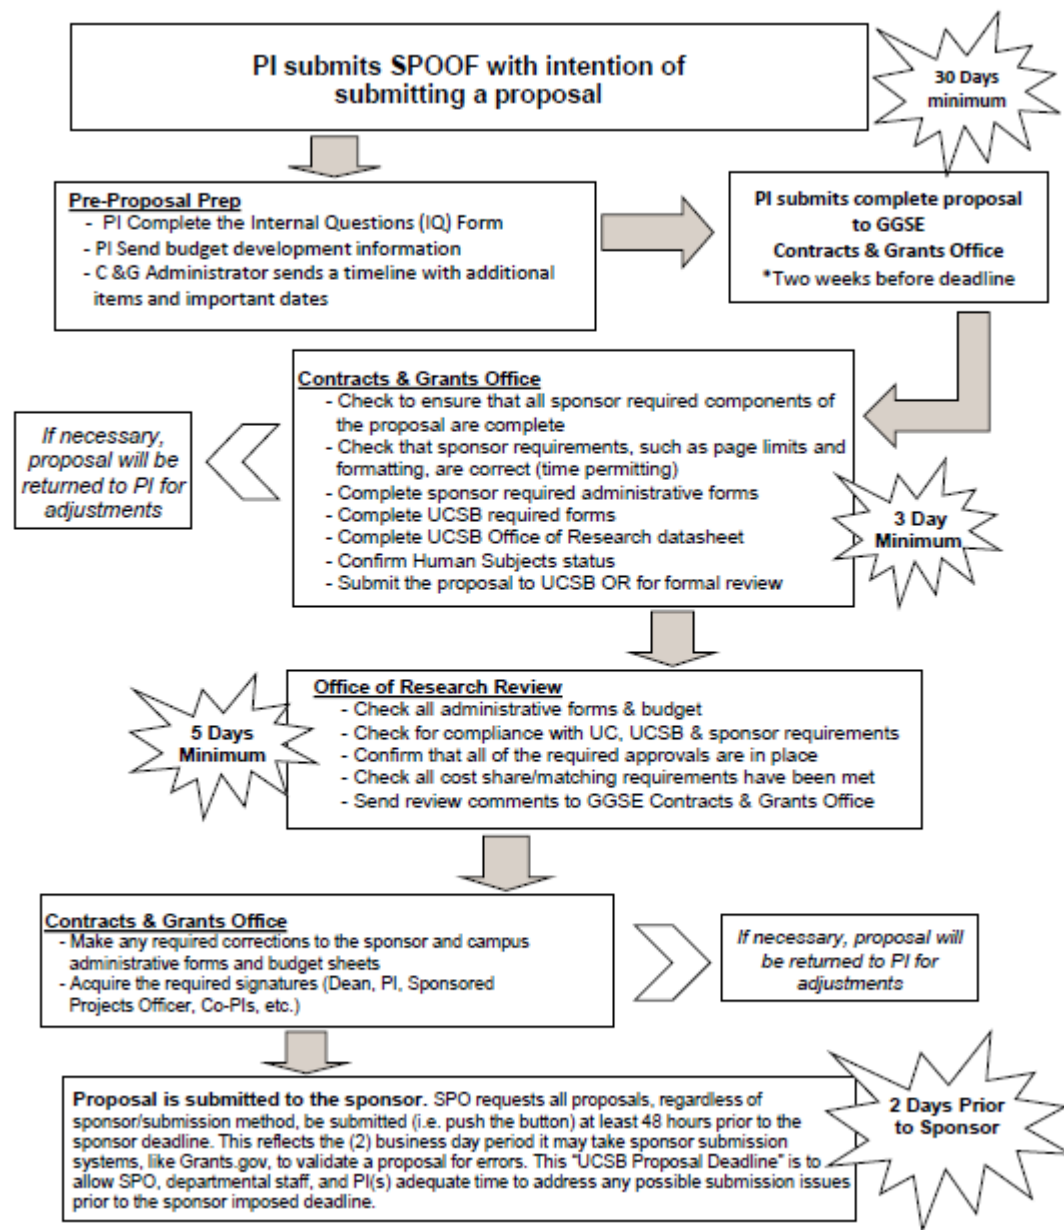 PI submits SPOOF with intention of
submitting a proposal
30 Days
minimum
Pre-Proposal Prep
- PI Complete the Internal Questions (IQ) Form
- PI Send budget development information
- C &G Administrator sends a timeline with additional
items and important dates
PI submits complete proposal
to GGSE
Contracts & Grants Office
*Two weeks before deadline
Contracts & Grants Office
- Check to ensure that all sponsor required components of
the proposal are complete
- Check that sponsor requirements, such as page limits and
formatting, are correct (time permitting)
- Complete sponsor required administrative forms
- Complete UCSB required forms
- Complete UCSB Office of Research datasheet
- Confirm Human Subjects status
- Submit the proposal to UCSB OR for formal review
If necessary,
proposal will be
returned to PI for
adjustments
3 Day
Minimum
Office of Research Review
- Check all administrative forms & budget
- Check for compliance with UC, UCSB & sponsor requirements
- Confirm that all of the required approvals are in place
- Check all cost share/matching requirements have been met
- Send review comments to GGSE Contracts & Grants Office
5 Days
Minimum
Contracts & Grants Office
- Make any required corrections to the sponsor and campus
administrative forms and budget sheets
- Acquire the required signatures (Dean, PI, Sponsored
Projects Officer, Co-PIs, etc.)
If necessary, proposal will
be returned to PI for
adjustments
Proposal is submitted to the sponsor. SPO requests all proposals, regardless of
sponsor/submission method, be submitted (i.e. push the button) at least 48 hours prior to the
sponsor deadline. This reflects the (2) business day period it may take sponsor submission
systems, like Grants.gov, to validate a proposal for errors. This "UCSB Proposal Deadline" is to
allow SPO, departmental staff, and PI(s) adequate time to address any possible submission issues
prior to the sponsor imposed deadline.
2 Days Prior
to Sponsor